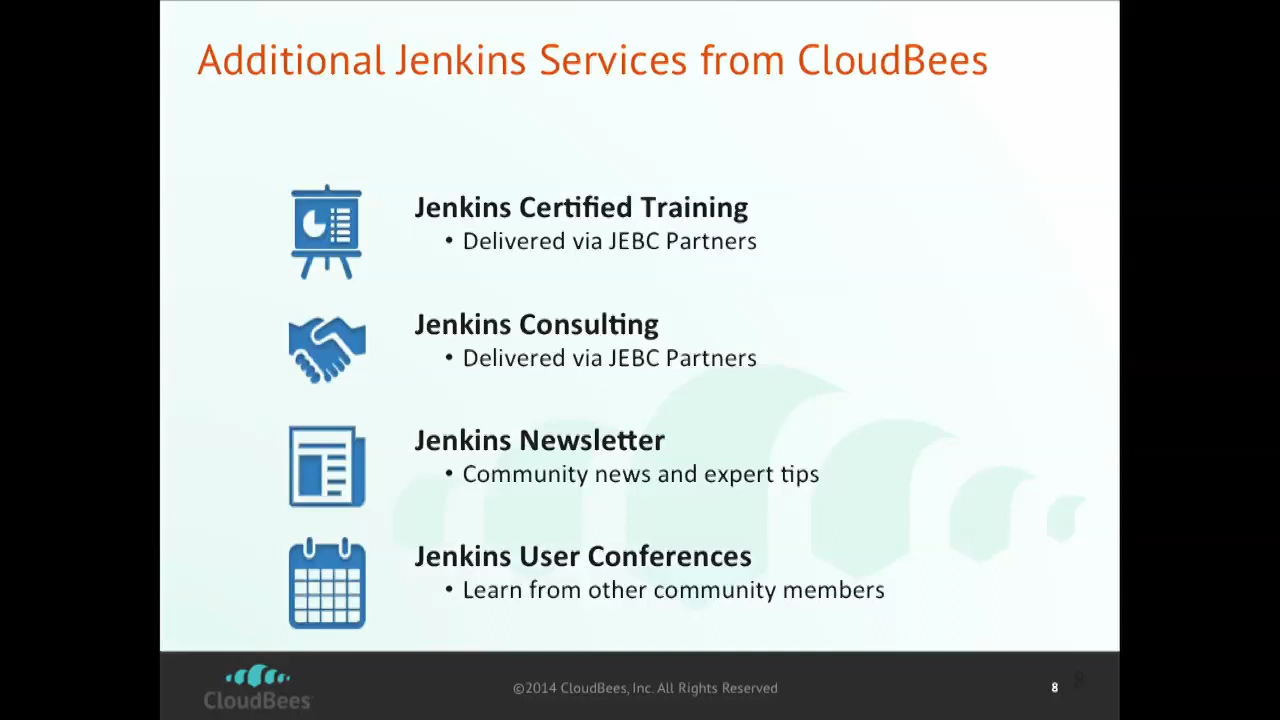 Additional Jenkins Services from CloudBees
Jenkins Certified Training
• Delivered via JEBC Partners
Jenkins Consulting
• Delivered via JEBC Partners
Jenkins Newsletter
• Community news and expert tips
Jenkins User Conferences
• Learn from other community members
CloudBees
©2014 CloudBees, Inc. All Rights Reserved
8
8